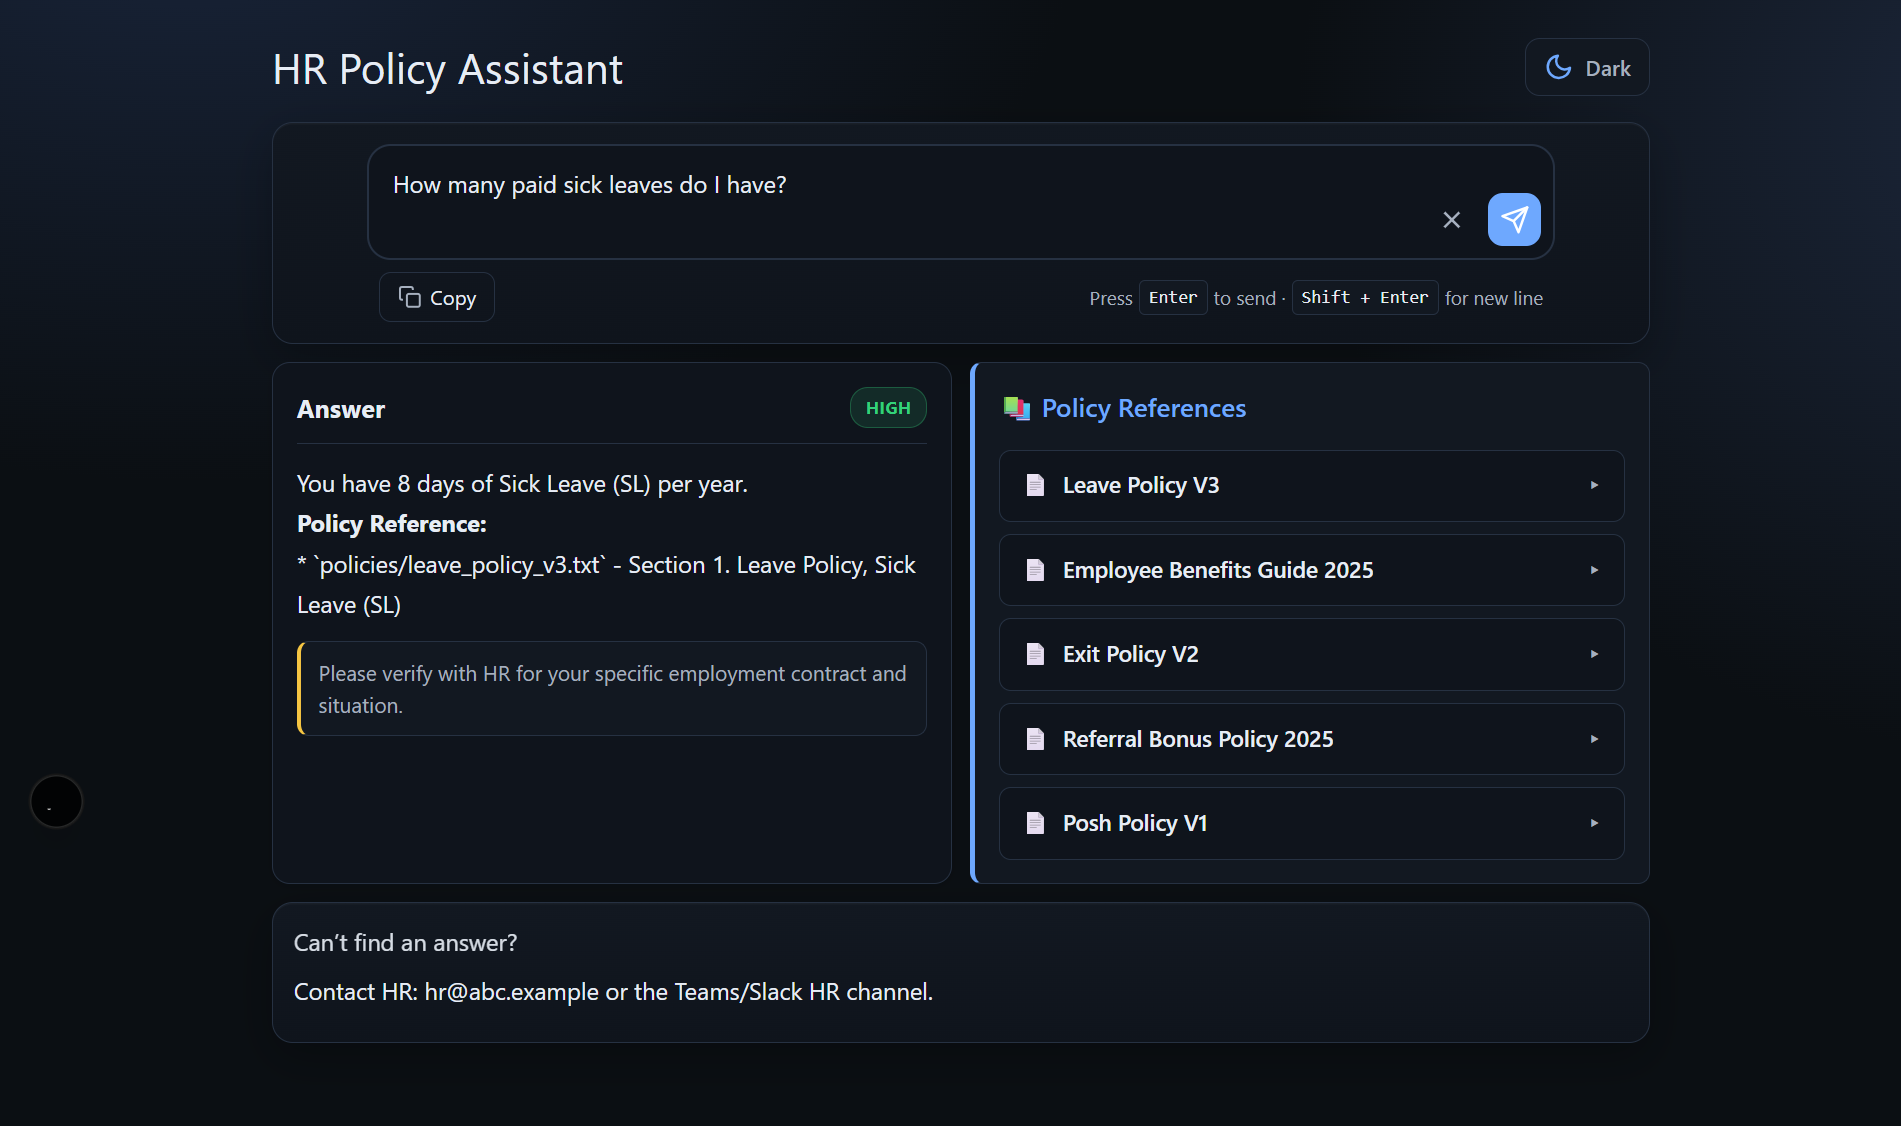 HR Policy Assistant
Dark
How many paid sick leaves do I have?
Copy
Press Enter to send · Shift + Enter for new line
Answer
HIGH
You have 8 days of Sick Leave (SL) per year.
Policy Reference:
* `policies/leave_policy_v3.txt` - Section 1. Leave Policy, Sick
Leave (SL)
Please verify with HR for your specific employment contract and
situation.
Policy References
Leave Policy V3
Employee Benefits Guide 2025
Exit Policy V2
Referral Bonus Policy 2025
Posh Policy V1
Can’t find an answer?
Contact HR: hr@abc.example or the Teams/Slack HR channel.